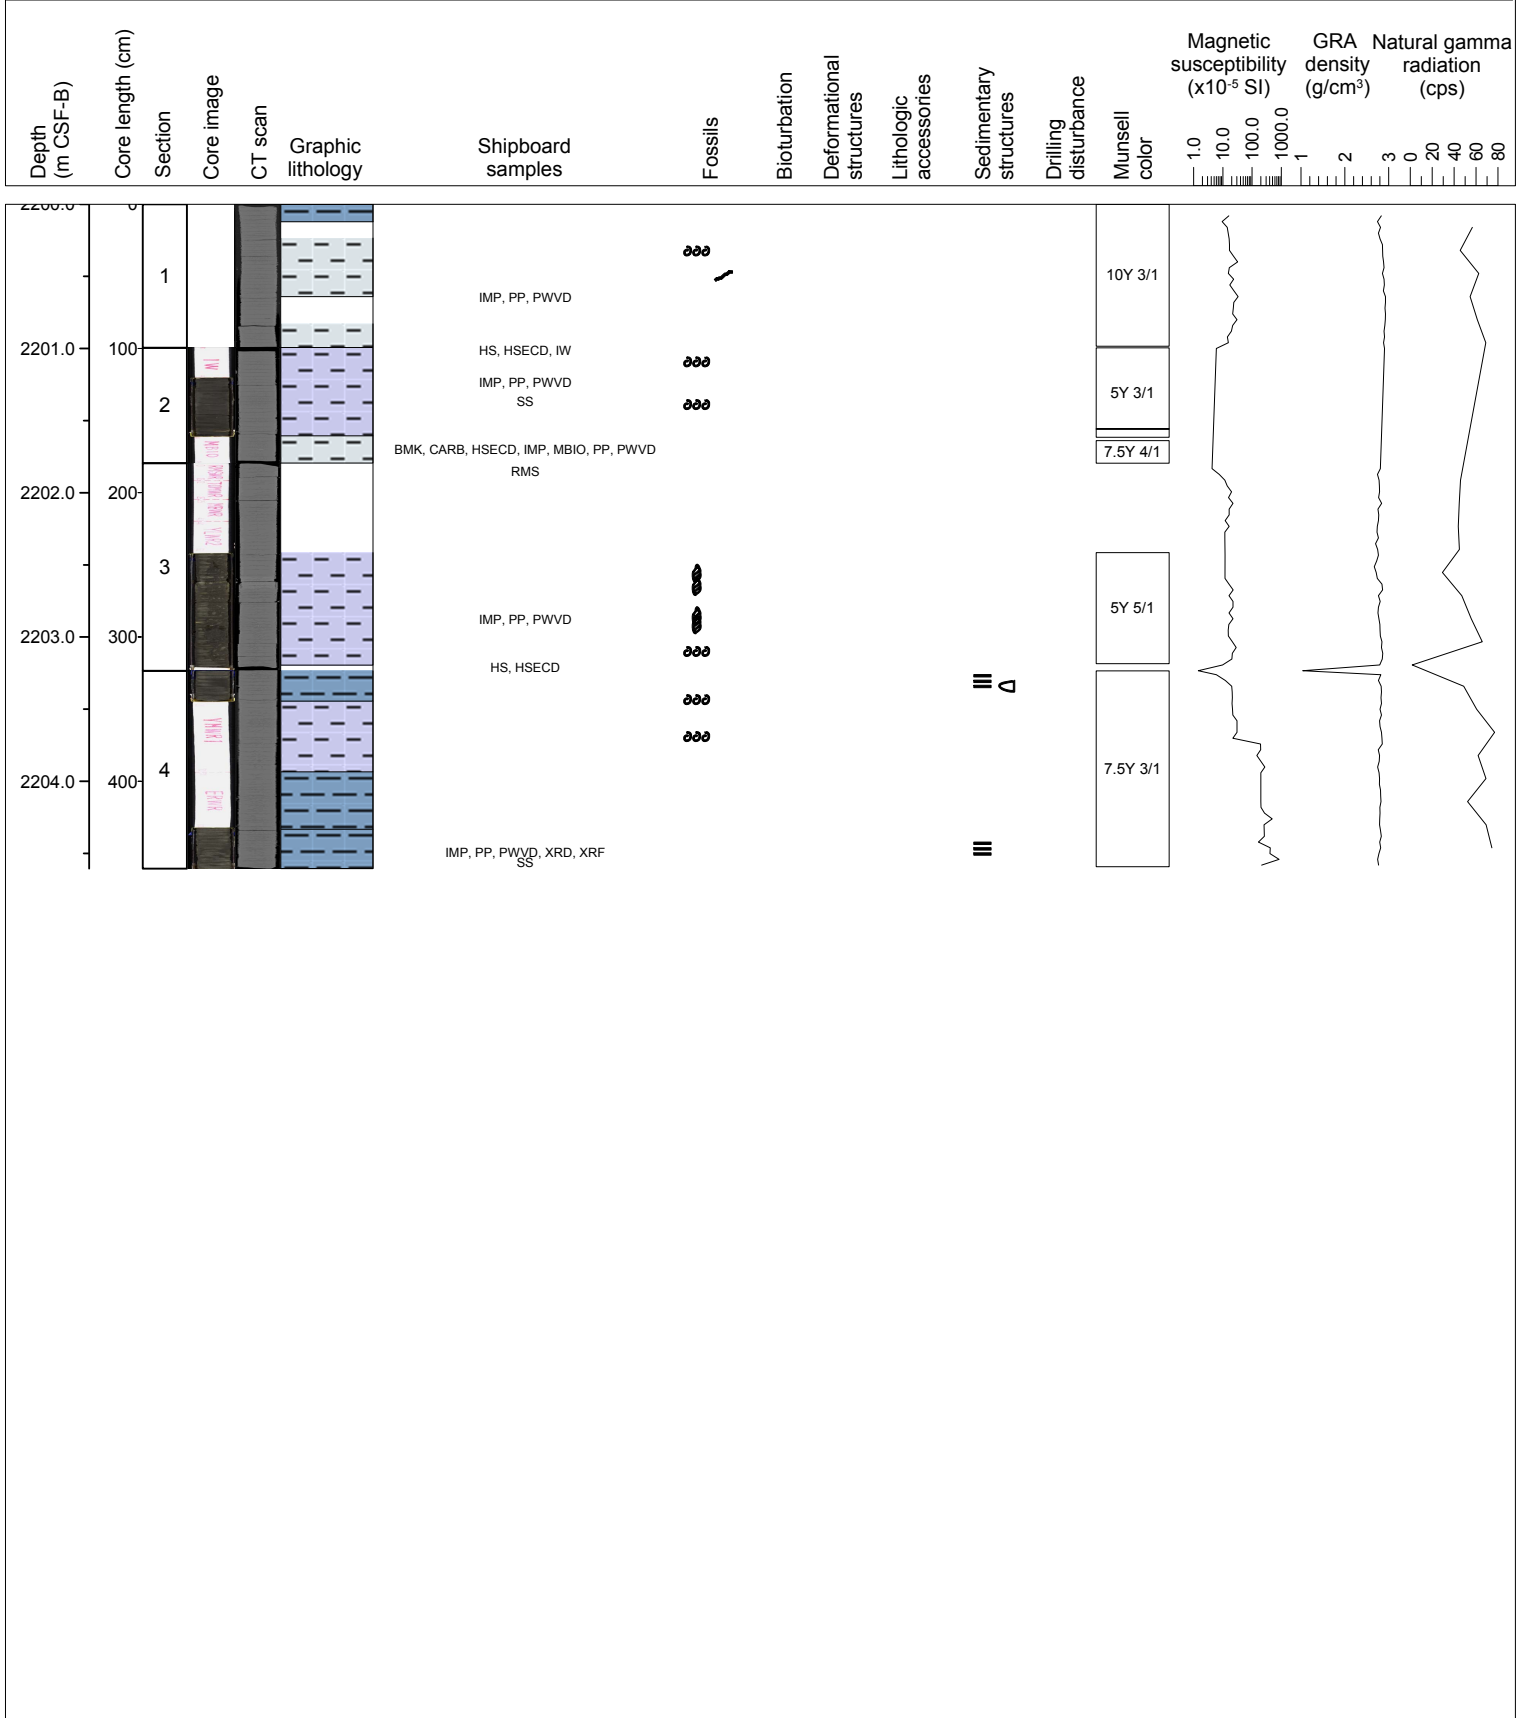 Depth
(m CSF-B)
Core length (cm)
Section
Core image
CT scan
Graphic
lithology
Shipboard
samples
Fossils
Bioturbation
Deformational
structures
Lithologic
accessories
Sedimentary
structures
Drilling
disturbance
Munsell
color
Magnetic
susceptibility
(x10⁻⁵ SI)
1.0
10.0
100.0
1000.0
GRA
density
(g/cm³)
1
2
3
Natural gamma
radiation
(cps)
0
20
40
60
80
2200.0
0
1
10Y 3/1
IMP, PP, PWVD
2201.0
100
HS, HSECD, IW
IW
IMP, PP, PWVD
5Y 3/1
2
SS
MBIO
BMK, CARB, HSECD, IMP, MBIO, PP, PWVD
7.5Y 4/1
RMS
2202.0
200
3
5Y 5/1
IMP, PP, PWVD
2203.0
300
HS, HSECD
4
7.5Y 3/1
2204.0
400
IMP, PP, PWVD, XRD, XRF
SS